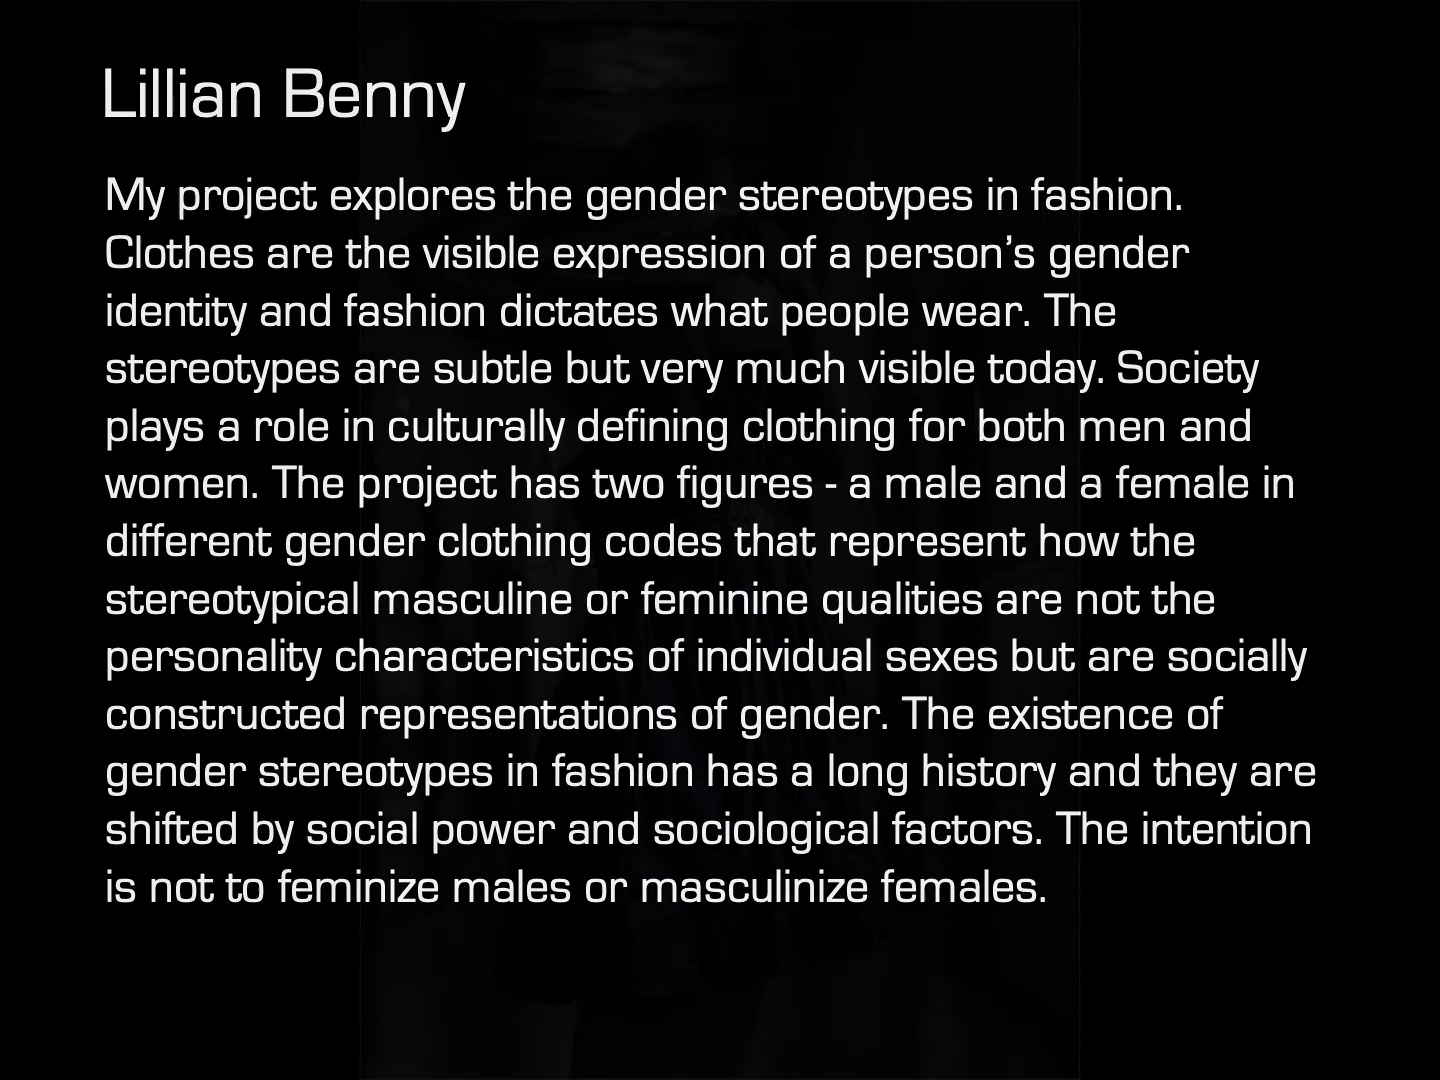 Lillian Benny
My project explores the gender stereotypes in fashion.
Clothes are the visible expression of a person’s gender
identity and fashion dictates what people wear. The
stereotypes are subtle but very much visible today. Society
plays a role in culturally defining clothing for both men and
women. The project has two figures - a male and a female in
different gender clothing codes that represent how the
stereotypical masculine or feminine qualities are not the
personality characteristics of individual sexes but are socially
constructed representations of gender. The existence of
gender stereotypes in fashion has a long history and they are
shifted by social power and sociological factors. The intention
is not to feminize males or masculinize females.